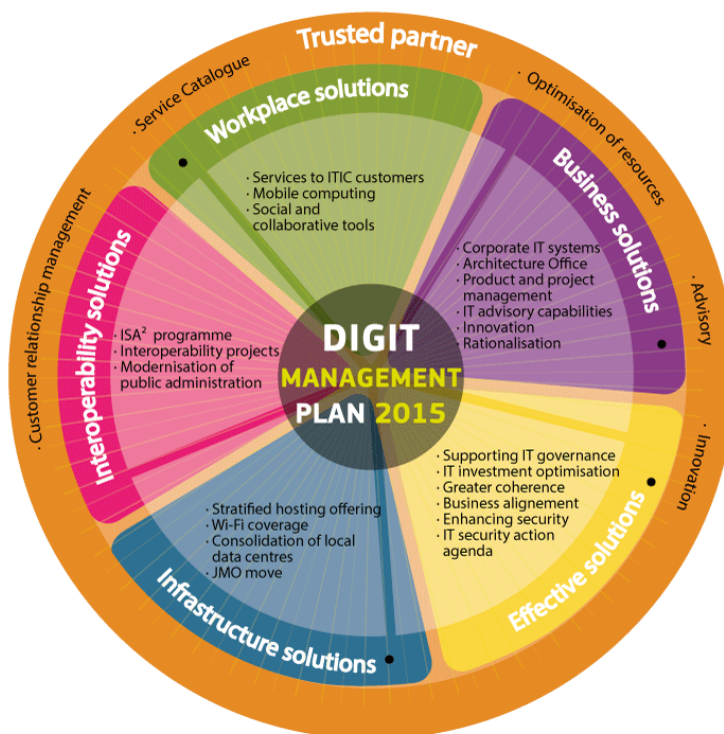 Trusted partner
· Service Catalogue
· Optimisation of resources
· Advisory
· Innovation
· Customer relationship management
Workplace solutions
· Services to ITIC customers
· Mobile computing
· Social and
collaborative tools
Business solutions
· Corporate IT systems
· Architecture Office
· Product and project
management
· IT advisory capabilities
· Innovation
· Rationalisation
Interoperability solutions
· ISA² programme
· Interoperability projects
· Modernisation of
public administration
DIGIT
MANAGEMENT
PLAN 2015
Effective solutions
· Supporting IT governance
· IT investment optimisation
· Greater coherence
· Business alignement
· Enhancing security
· IT security action
agenda
Infrastructure solutions
· Stratified hosting offering
· Wi-Fi coverage
· Consolidation of local
data centres
· JMO move